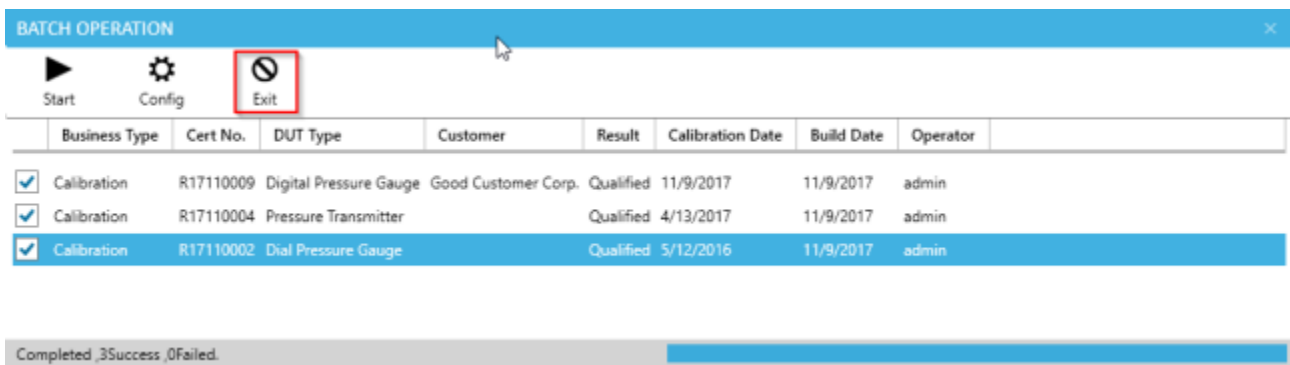 BATCH OPERATION
Start Config Exit
Business Type Cert No. DUT Type Customer Result Calibration Date Build Date Operator
Calibration R17110009 Digital Pressure Gauge Good Customer Corp. Qualified 11/9/2017 11/9/2017 admin
Calibration R17110004 Pressure Transmitter Qualified 4/13/2017 11/9/2017 admin
Calibration R17110002 Dial Pressure Gauge Qualified 5/12/2016 11/9/2017 admin
Completed ,3Success ,0Failed.